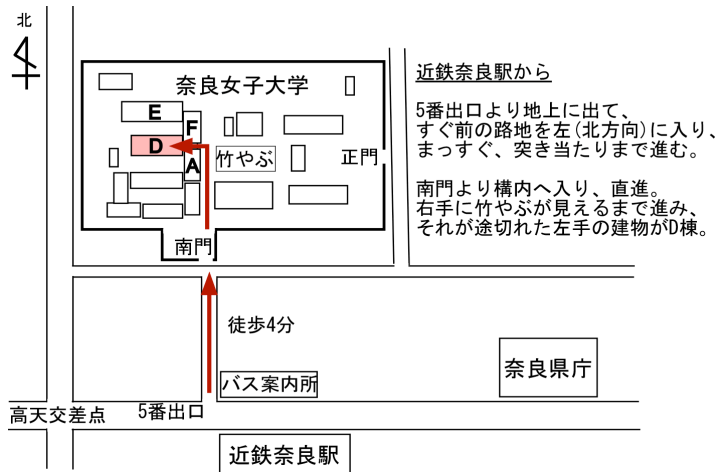 北
奈良女子大学
E
F
D
A
竹やぶ
正門
南門
近鉄奈良駅から
5番出口より地上に出て、
すぐ前の路地を左(北方向)に入り、
まっすぐ、突き当たりまで進む。
南門より構内へ入り、直進。
右手に竹やぶが見えるまで進み、
それが途切れた左手の建物がD棟。
徒歩4分
奈良県庁
バス案内所
5番出口
高天交差点
近鉄奈良駅